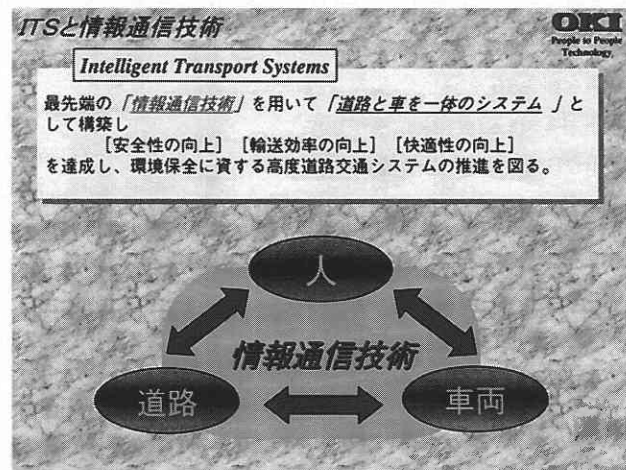 ITSと情報通信技術
OKI
People to People
Technology
Intelligent Transport Systems
最先端の「情報通信技術」を用いて「道路と車を一体のシステム 」と
して構築し
[安全性の向上] [輸送効率の向上] [快適性の向上]
を達成し、環境保全に資する高度道路交通システムの推進を図る。
人
情報通信技術
道路
車両